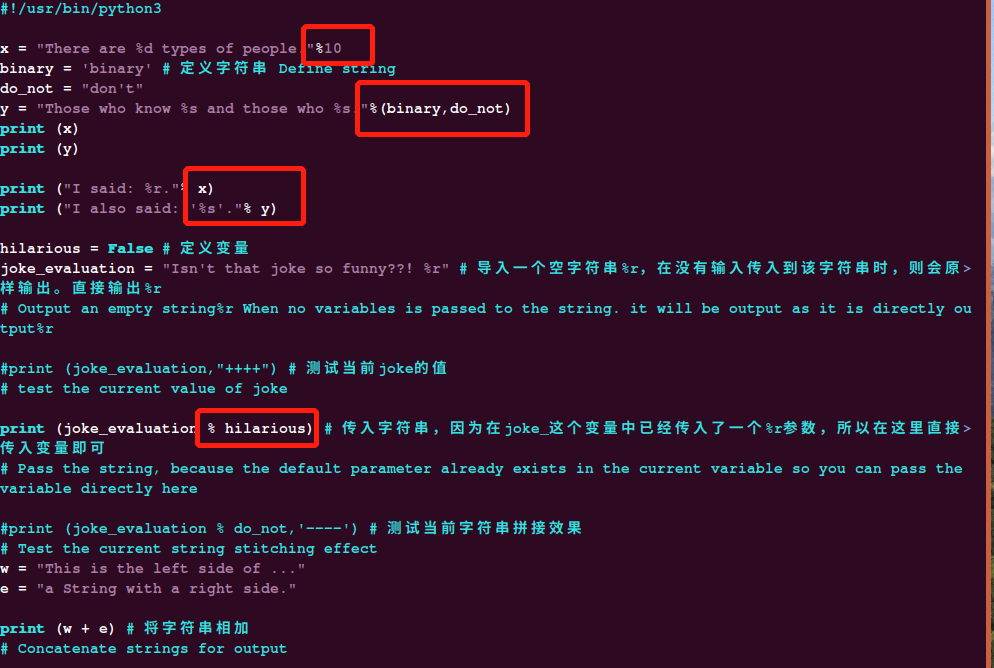 #!/usr/bin/python3
x = "There are %d types of people."%10
binary = 'binary' # 定义字符串 Define string
do_not = "don't"
y = "Those who know %s and those who %s."%(binary,do_not)
print (x)
print (y)
print ("I said: %r."% x)
print ("I also said: '%s'."% y)
hilarious = False # 定义变量
joke_evaluation = "Isn't that joke so funny??! %r" # 导入一个空字符串%r，在没有输入传入到该字符串时，则会原>
样输出。直接输出%r
# Output an empty string%r When no variables is passed to the string. it will be output as it is directly ou
tput%r
#print (joke_evaluation,"++++") # 测试当前joke的值
# test the current value of joke
print (joke_evaluation % hilarious) # 传入字符串，因为在joke_这个变量中已经传入了一个%r参数，所以在这里直接>
传入变量即可
# Pass the string, because the default parameter already exists in the current variable so you can pass the
variable directly here
#print (joke_evaluation % do_not,'----') # 测试当前字符串拼接效果
# Test the current string stitching effect
w = "This is the left side of ..."
e = "a String with a right side."
print (w + e) # 将字符串相加
# Concatenate strings for output